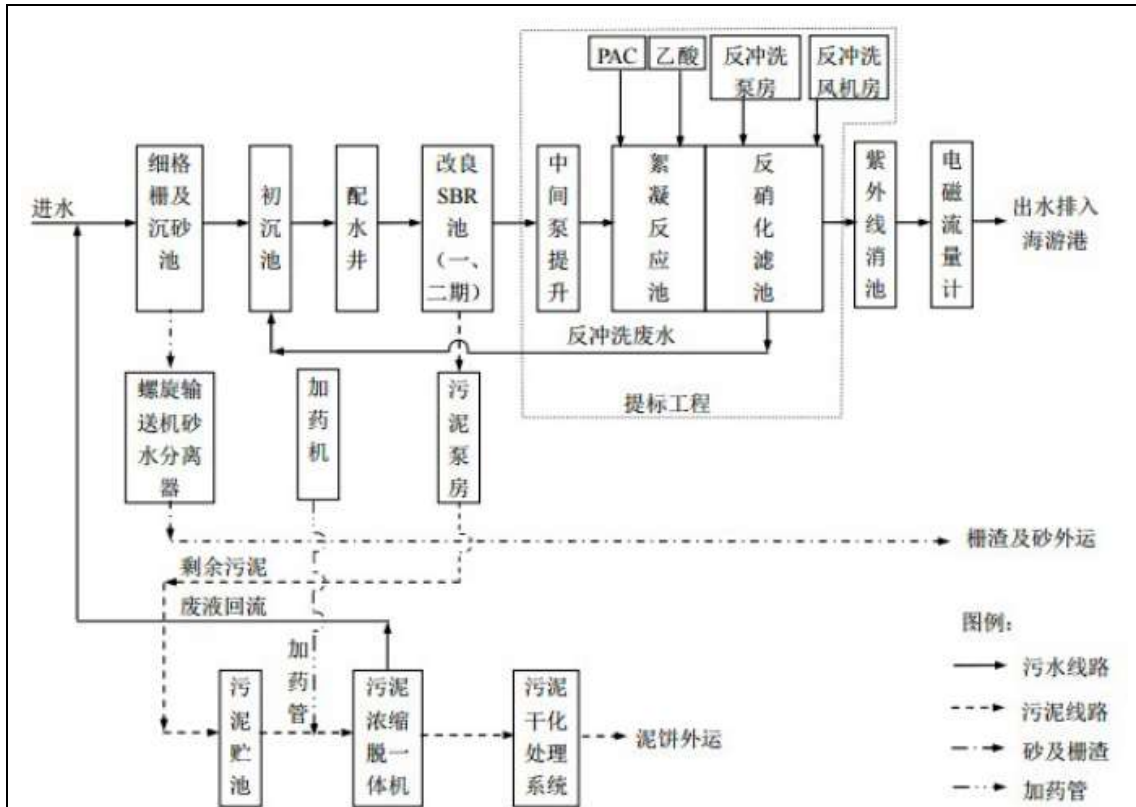 PAC
乙酸
反冲洗
泵房
反冲洗
风机房
进水
细格
栅及
沉砂
池
初
沉
池
配
水
井
改良
SBR
池
（一、
二期）
中
间
泵
提
升
絮
凝
反
应
池
反
硝
化
滤
池
紫
外
线
消
池
电
磁
流
量
计
出水排入
海游港
反冲洗废水
提标工程
螺旋输
送机砂
水分离
器
加
药
机
污
泥
泵
房
栅渣及砂外运
剩余污泥
废液回流
加
药
管
污
泥
贮
池
污泥
浓缩
脱一
体机
污泥
干化
处理
系统
泥饼外运
图例：
污水线路
污泥线路
砂及栅渣
加药管